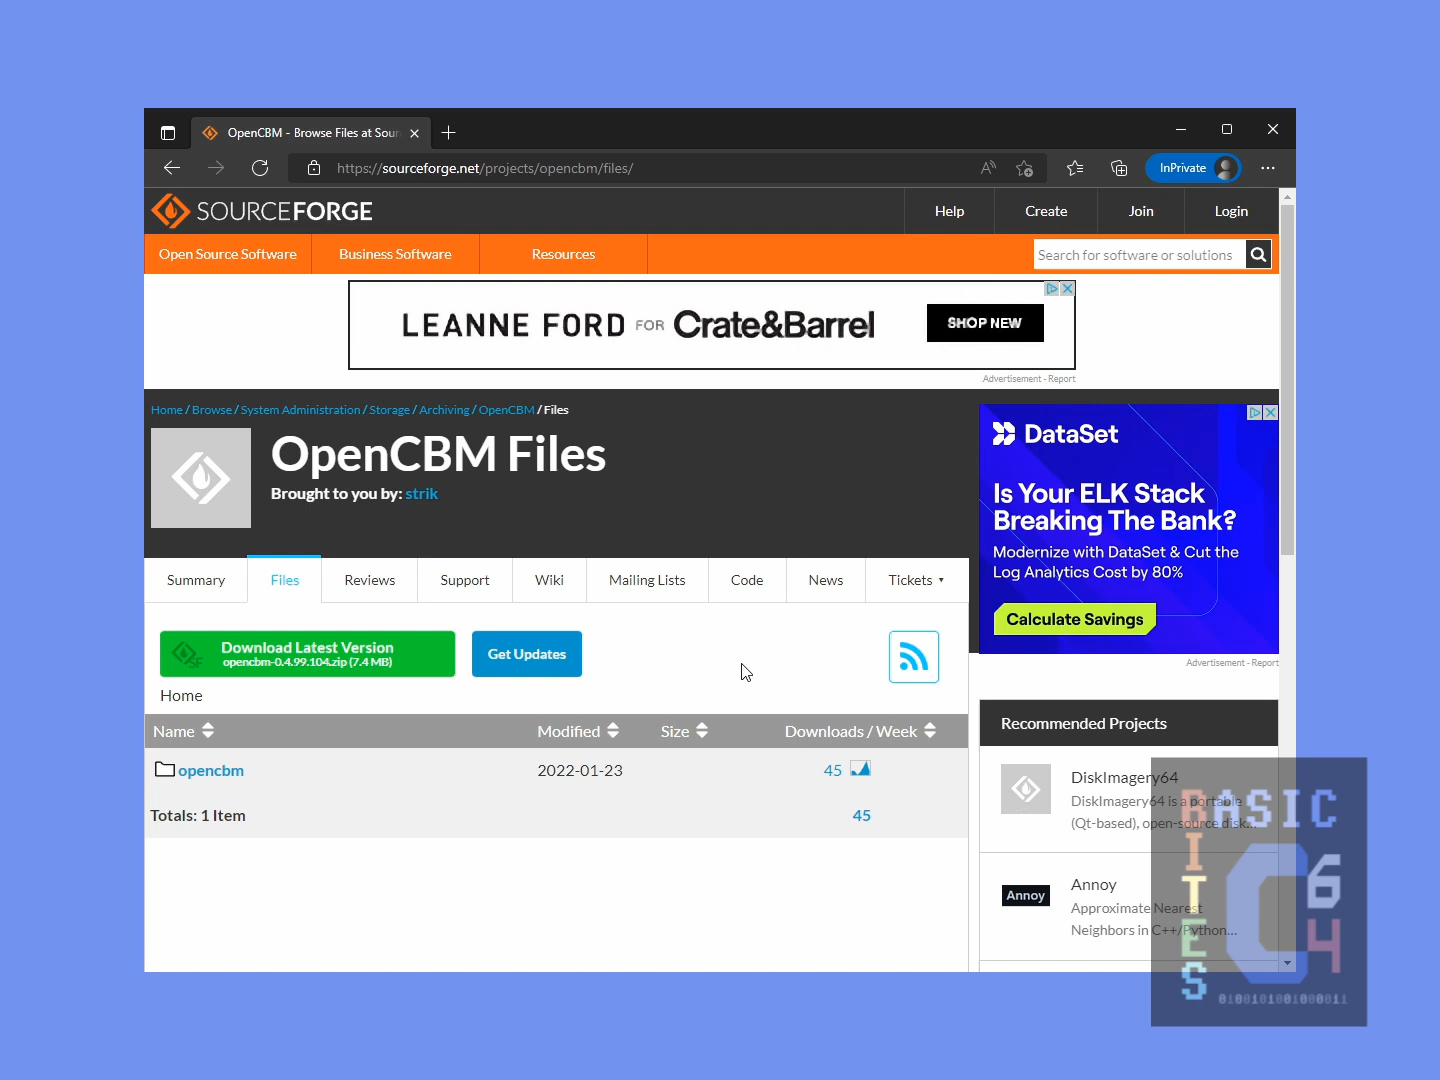 OpenCBM - Browse Files at Sour
https://sourceforge.net/projects/opencbm/files/
InPrivate
SOURCEFORGE
Help
Create
Join
Login
Open Source Software
Business Software
Resources
Search for software or solutions
LEANNE FORD FOR Crate&Barrel
SHOP NEW
Advertisement - Report
Home / Browse / System Administration / Storage / Archiving / OpenCBM / Files
OpenCBM Files
Brought to you by: strik
DataSet
Is Your ELK Stack
Breaking The Bank?
Modernize with DataSet & Cut the
Log Analytics Cost by 80%
Calculate Savings
Advertisement - Report
Summary
Files
Reviews
Support
Wiki
Mailing Lists
Code
News
Tickets
Download Latest Version
opencbm-0.4.99.104.zip (7.4 MB)
SF
Get Updates
Home
Name
Modified
Size
Downloads / Week
opencbm
2022-01-23
45
Totals: 1 Item
45
Recommended Projects
DiskImagery64
DiskImagery64 is a portable
(Qt-based), open-source disk...
Annoy
Annoy
Approximate Nearest
Neighbors in C++/Python...
BASIC
BITES
C64
0100101001000011